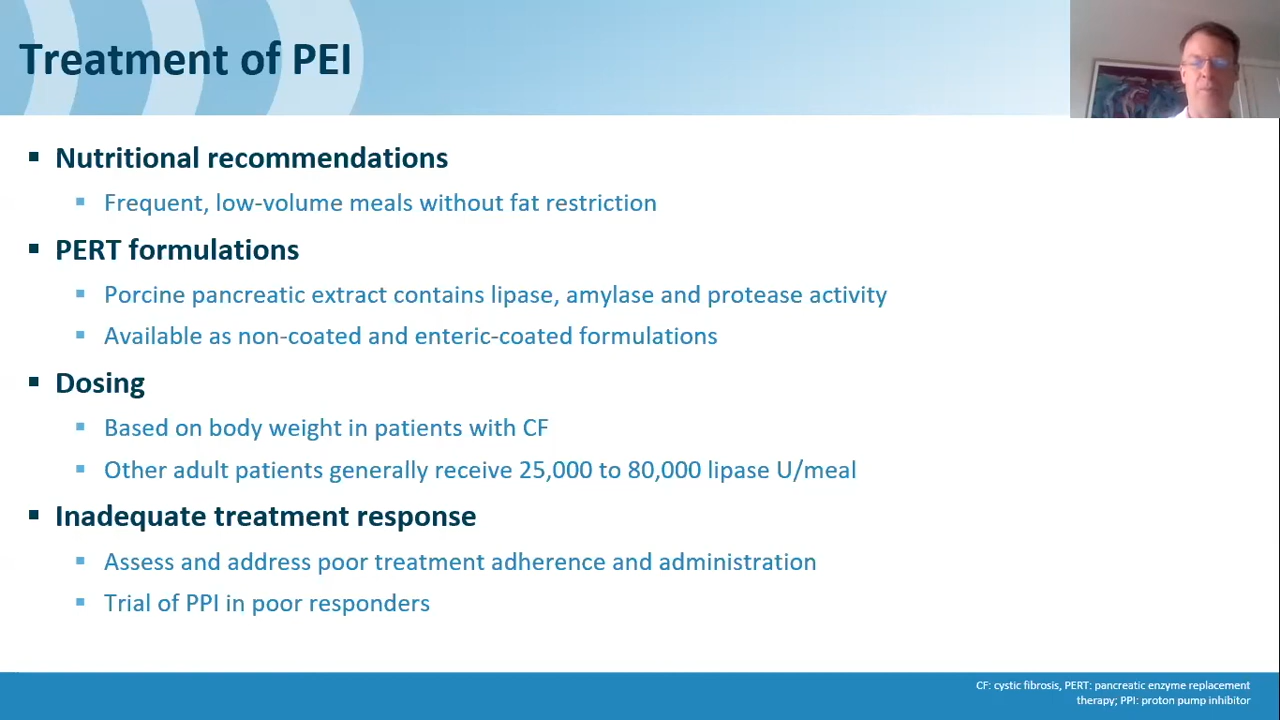 Treatment of PEI
Nutritional recommendations
Frequent, low-volume meals without fat restriction
PERT formulations
Porcine pancreatic extract contains lipase, amylase and protease activity
Available as non-coated and enteric-coated formulations
Dosing
Based on body weight in patients with CF
Other adult patients generally receive 25,000 to 80,000 lipase U/meal
Inadequate treatment response
Assess and address poor treatment adherence and administration
Trial of PPI in poor responders
CF: cystic fibrosis, PERT: pancreatic enzyme replacement
therapy; PPI: proton pump inhibitor